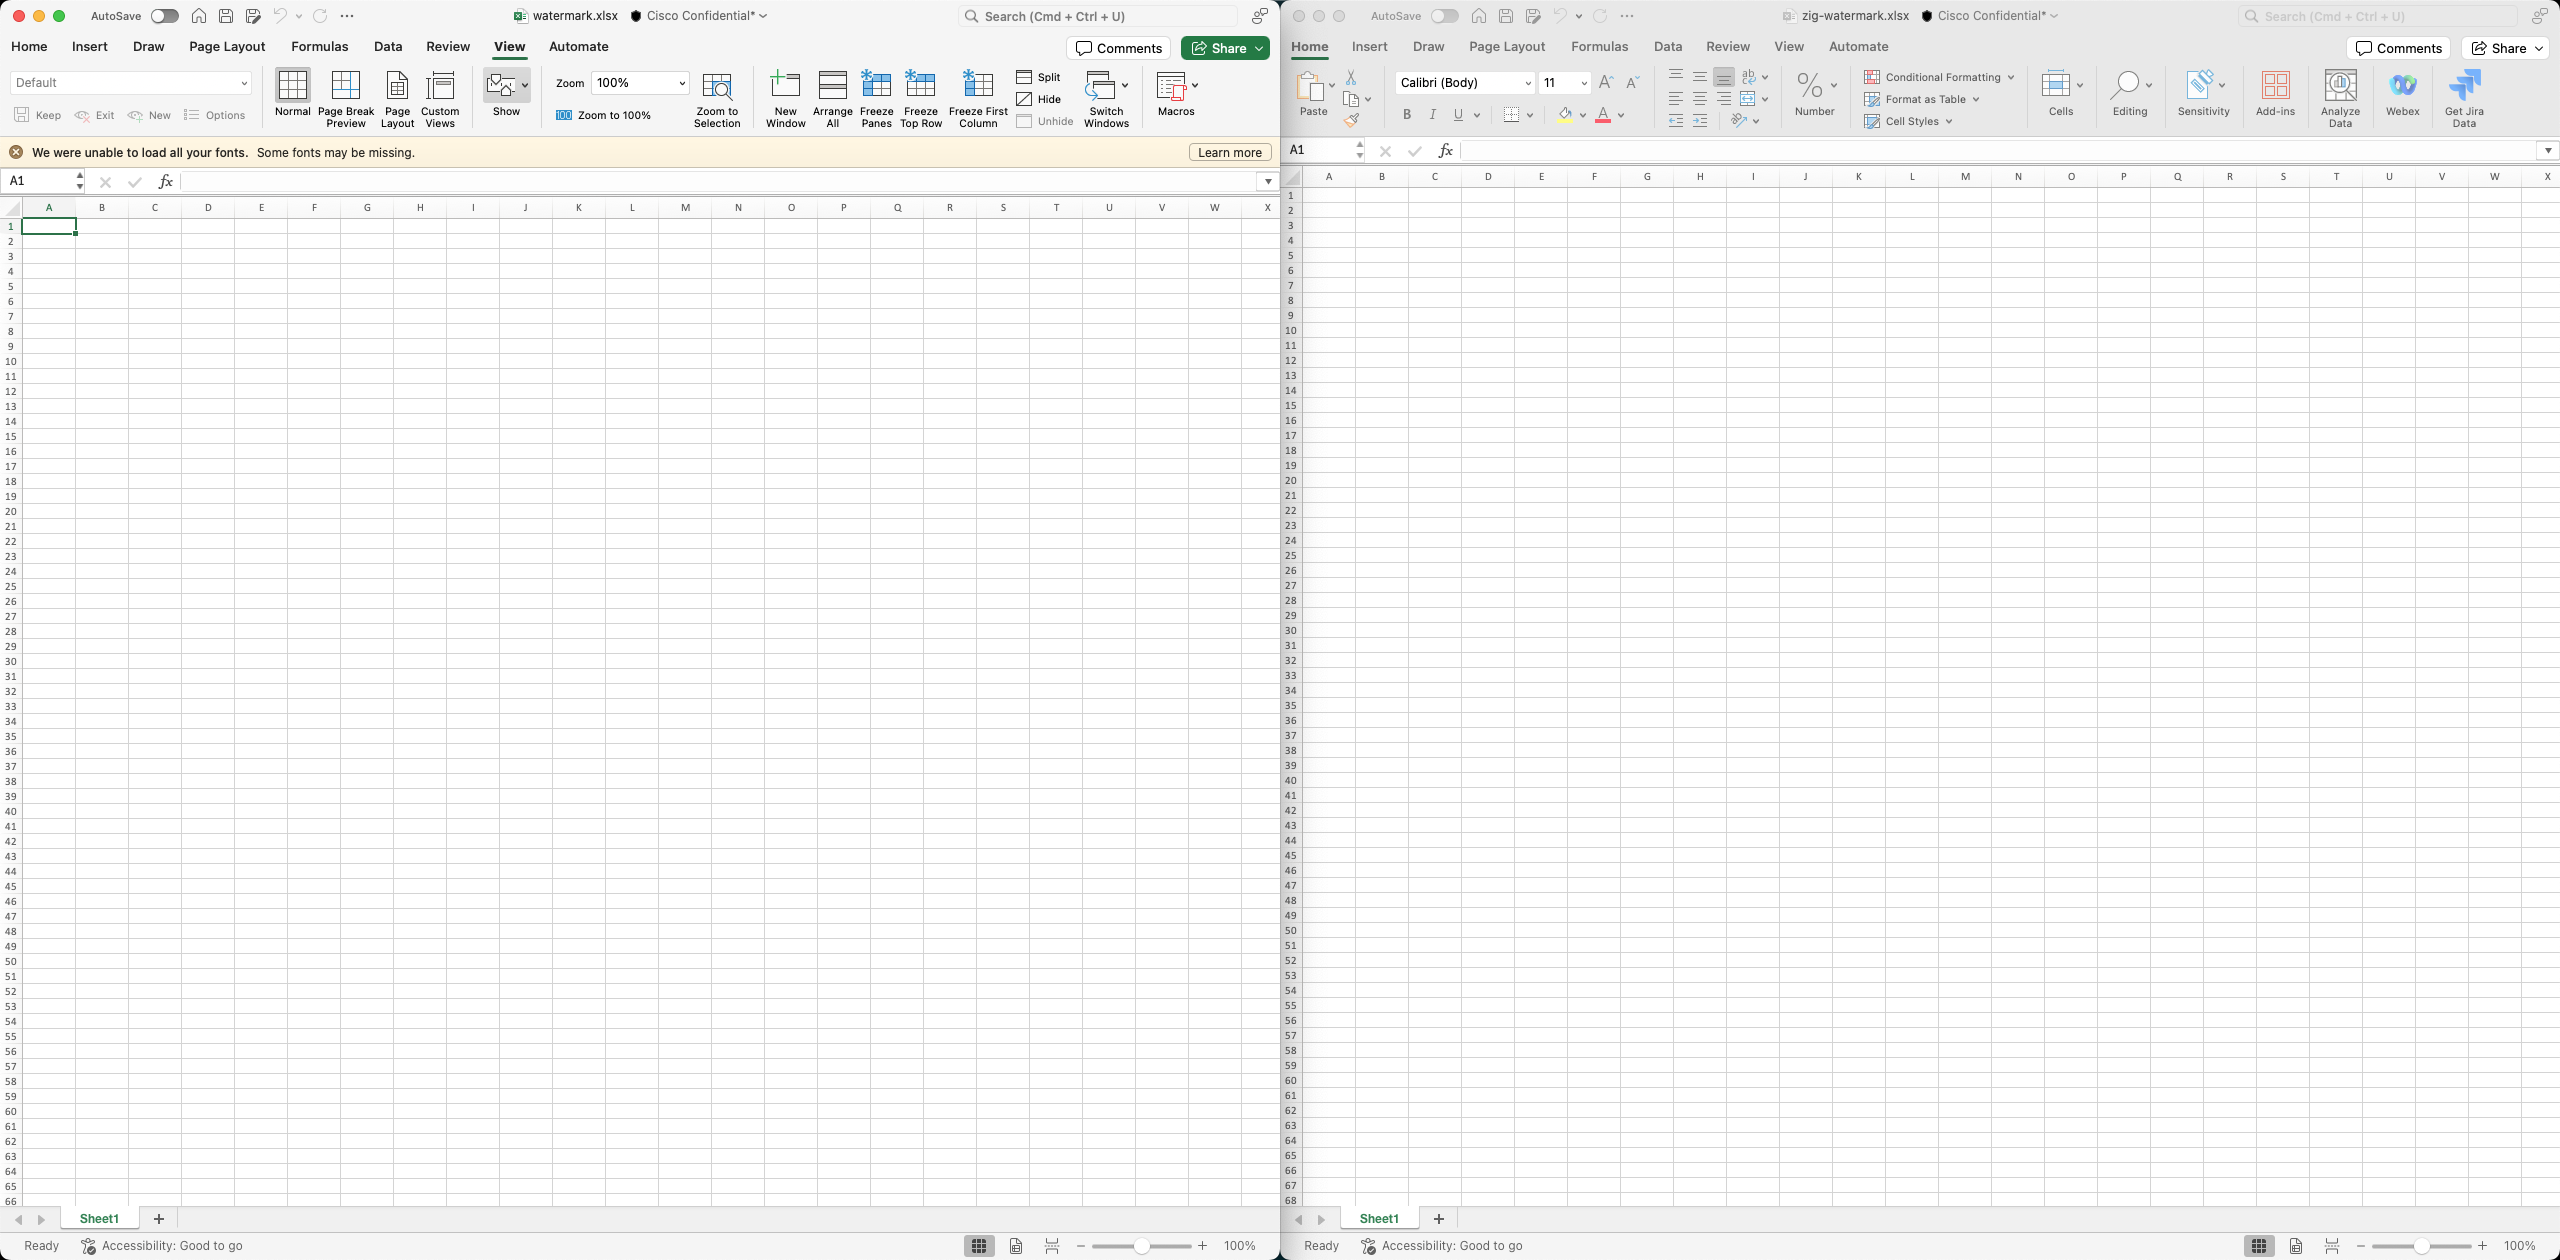 AutoSave watermark.xlsx Cisco Confidential* Search (Cmd + Ctrl + U)
Home Insert Draw Page Layout Formulas Data Review View Automate Comments Share
Default
Keep Exit New Options
Normal
Page Break Preview
Page Layout
Custom Views
Show
Zoom 100%
100 Zoom to 100%
Zoom to Selection
New Window
Arrange All
Freeze Panes
Freeze Top Row
Freeze First Column
Split
Hide
Unhide
Switch Windows
Macros
We were unable to load all your fonts. Some fonts may be missing. Learn more
A1 fx
A B C D E F G H I J K L M N O P Q R S T U V W X
1
2
3
4
5
6
7
8
9
10
11
12
13
14
15
16
17
18
19
20
21
22
23
24
25
26
27
28
29
30
31
32
33
34
35
36
37
38
39
40
41
42
43
44
45
46
47
48
49
50
51
52
53
54
55
56
57
58
59
60
61
62
63
64
65
66
Sheet1 +
Ready Accessibility: Good to go 100%
AutoSave zig-watermark.xlsx Cisco Confidential* Search (Cmd + Ctrl + U)
Home Insert Draw Page Layout Formulas Data Review View Automate Comments Share
Paste
Calibri (Body) 11 A A
B I U A
ab
Number
Conditional Formatting
Format as Table
Cell Styles
Cells
Editing
Sensitivity
Add-ins
Analyze Data
Webex
Get Jira Data
A1 fx
A B C D E F G H I J K L M N O P Q R S T U V W X
1
2
3
4
5
6
7
8
9
10
11
12
13
14
15
16
17
18
19
20
21
22
23
24
25
26
27
28
29
30
31
32
33
34
35
36
37
38
39
40
41
42
43
44
45
46
47
48
49
50
51
52
53
54
55
56
57
58
59
60
61
62
63
64
65
66
67
68
Sheet1 +
Ready Accessibility: Good to go 100%